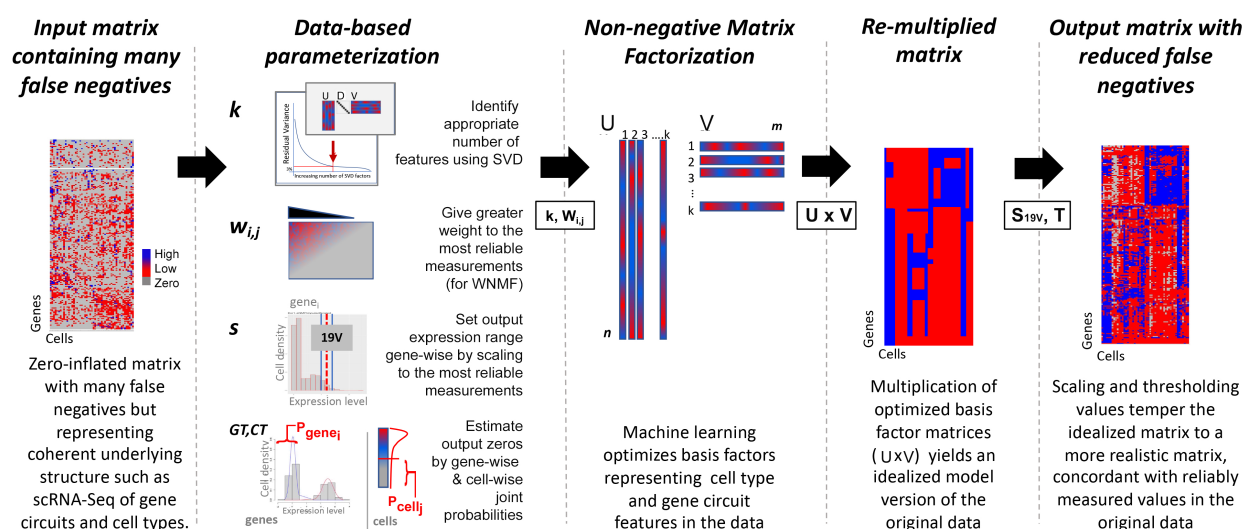 Input matrix
containing many
false negatives
High
Low
Zero
Genes
Cells
Zero-inflated matrix
with many false
negatives but
representing
coherent underlying
structure such as
scRNA-Seq of gene
circuits and cell types.
Data-based
parameterization
k
U D V
Residual Variance
Increasing number of SVD factors
Identify
appropriate
number of
features using SVD
Wi,j
Give greater
weight to the
most reliable
measurements
(for WNMF)
s
genei
19V
Cell density
Expression level
Set output
expression range
gene-wise by scaling
to the most reliable
measurements
GT,CT
Pgenei
Cell density
Expression level
genes
Pcellj
cells
Estimate
output zeros
by gene-wise
& cell-wise
joint
probabilities
Non-negative Matrix
Factorization
k, Wi,j
U
1 2 3 ....k
n
V
m
1
2
3
⋮
k
Machine learning
optimizes basis factors
representing cell type
and gene circuit
features in the data
Re-multiplied
matrix
U x V
Genes
Cells
Multiplication of
optimized basis
factor matrices
(UxV) yields an
idealized model
version of the
original data
Output matrix with
reduced false
negatives
S19V, T
Genes
Cells
Scaling and thresholding
values temper the
idealized matrix to a
more realistic matrix,
concordant with reliably
measured values in the
original data